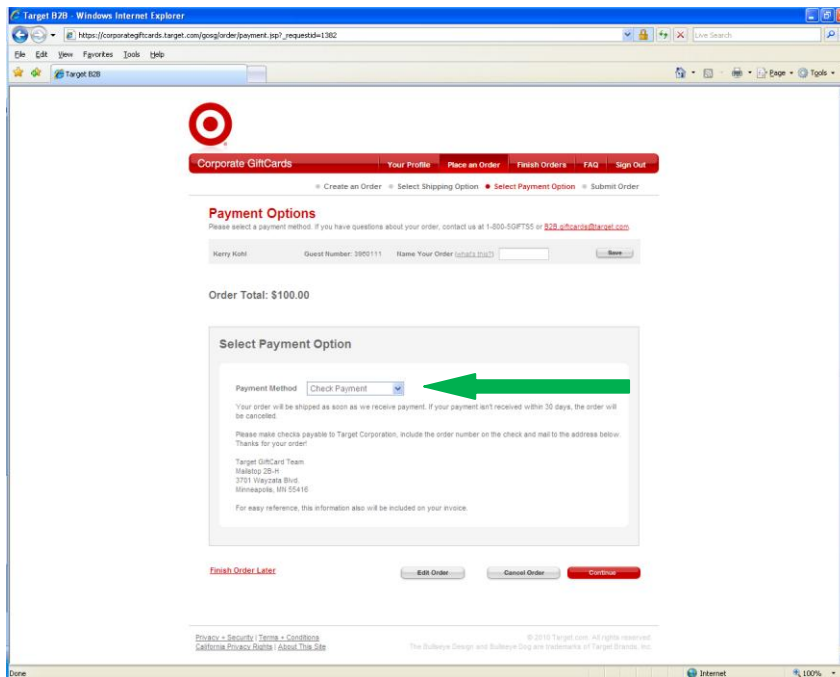 Target B2B - Windows Internet Explorer
https://corporategiftcards.target.com/gosg/order/payment.jsp?_requestid=1382
Live Search
File Edit View Favorites Tools Help
Target B2B
Page Tools
Corporate GiftCards Your Profile Place an Order Finish Orders FAQ Sign Out
Create an Order Select Shipping Option Select Payment Option Submit Order
Payment Options
Please select a payment method. If you have questions about your order, contact us at 1-800-5GIFTS5 or B2B.giftcards@target.com.
Kerry Kohl Guest Number: 3960111 Name Your Order (what's this?) Save
Order Total: $100.00
Select Payment Option
Payment Method Check Payment
Your order will be shipped as soon as we receive payment. If your payment isn't received within 30 days, the order will
be cancelled.
Please make checks payable to Target Corporation, include the order number on the check and mail to the address below.
Thanks for your order!
Target GiftCard Team
Mailstop 2B-H
3701 Wayzata Blvd.
Minneapolis, MN 55416
For easy reference, this information also will be included on your invoice.
Finish Order Later Edit Order Cancel Order Continue
Privacy + Security | Terms + Conditions © 2010 Target.com. All rights reserved.
California Privacy Rights | About This Site The Bullseye Design and Bullseye Dog are trademarks of Target Brands, Inc.
Done Internet 100%